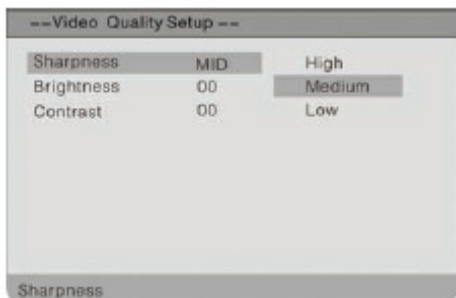 --Video Quality Setup --
Sharpness MID High
Brightness 00 Medium
Contrast 00 Low
Sharpness